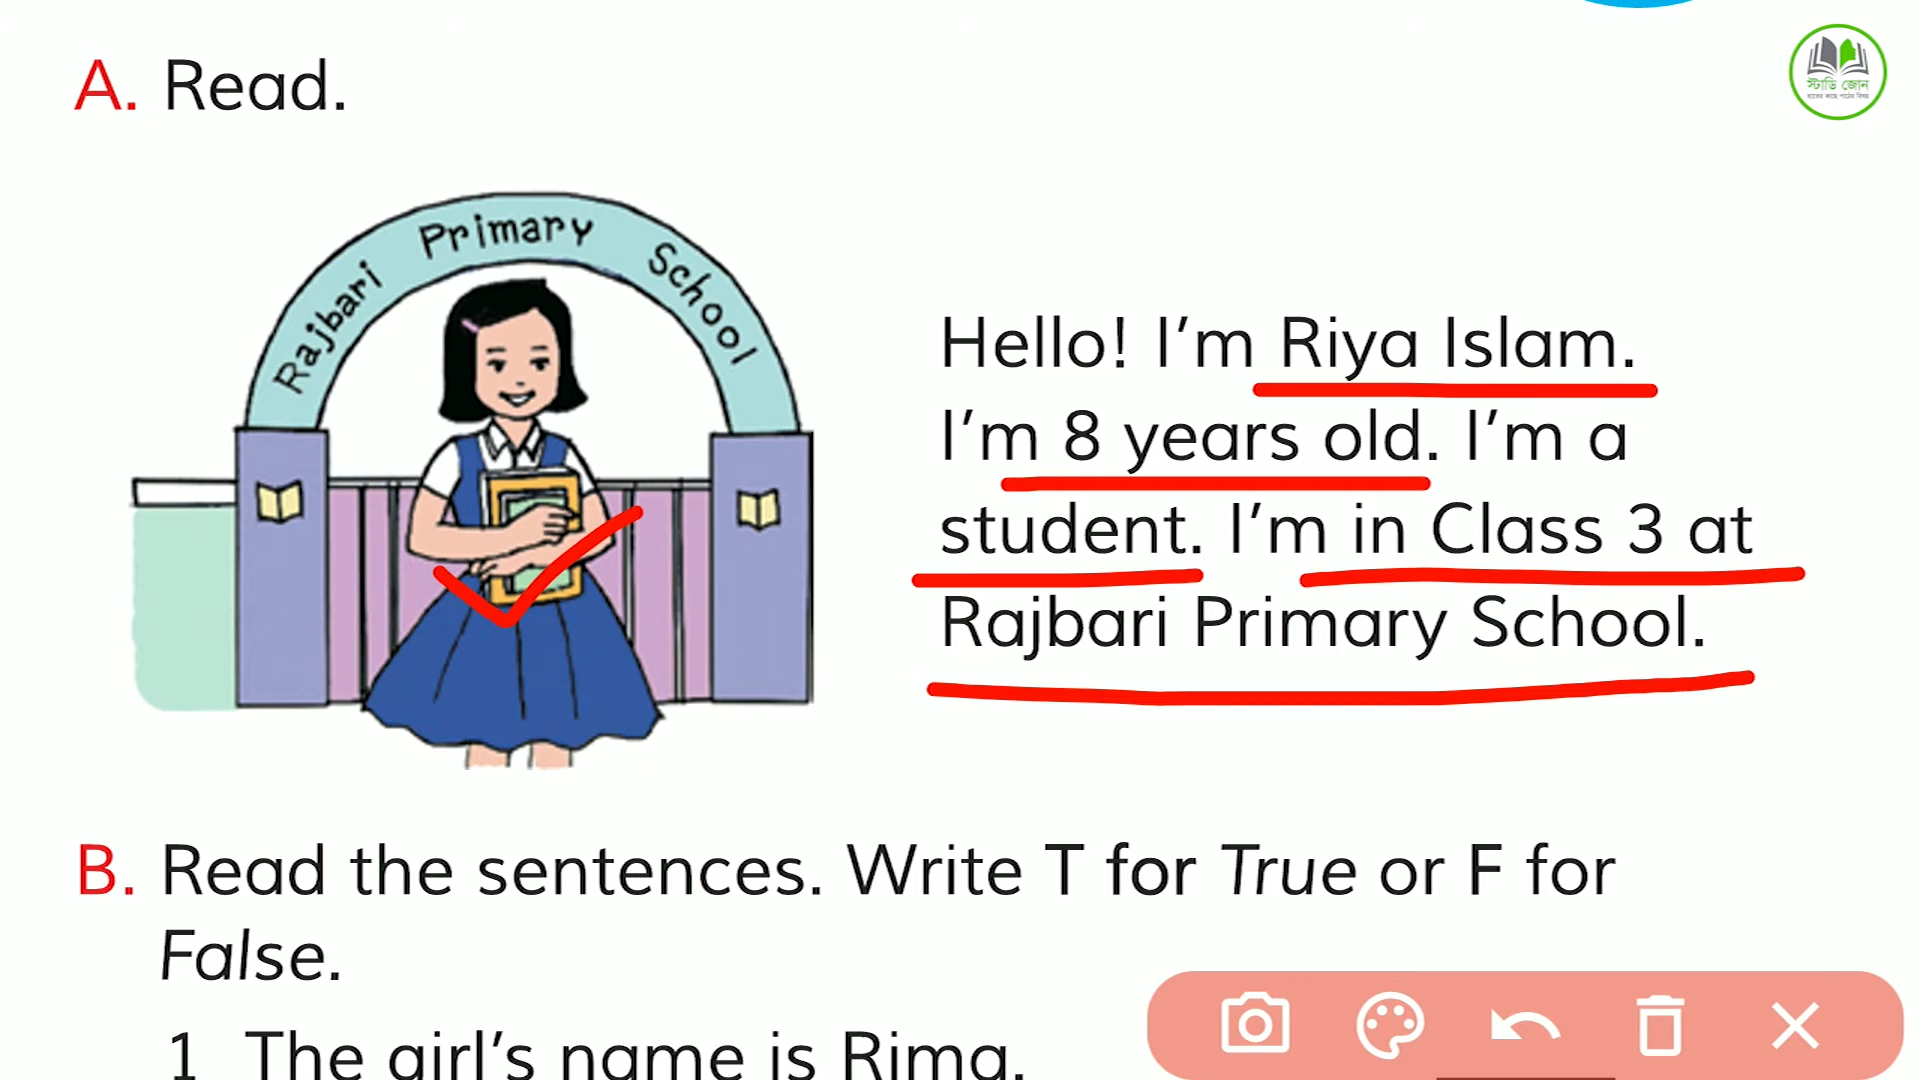 A. Read.
স্টাডি জোন
Rajbari Primary School
Hello! I’m Riya Islam.
I’m 8 years old. I’m a
student. I’m in Class 3 at
Rajbari Primary School.
B. Read the sentences. Write T for True or F for
False.
1 The girl’s name is Rima.